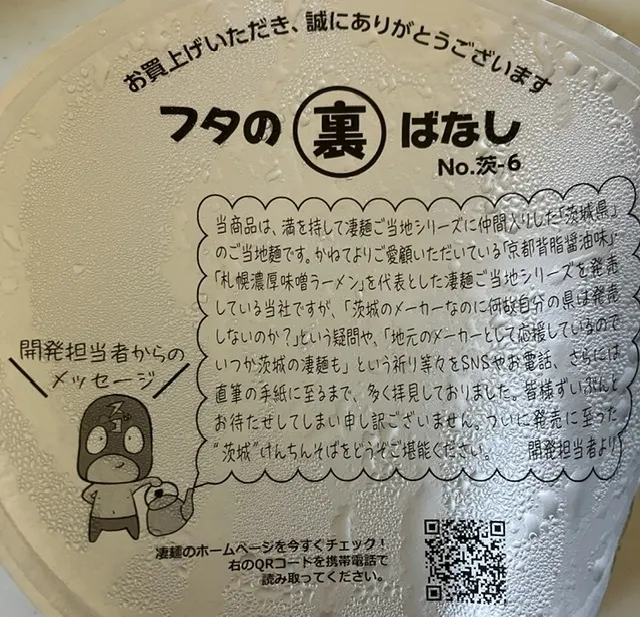 お買上げいただき、誠にありがとうございます
フタの裏ばなし
No.茨-6
当商品は、満を持して凄麺ご当地シリーズに仲間入りした「茨城県」
のご当地麺です。かねてよりご愛顧いただいている「京都背脂醤油味」
「札幌濃厚味噌ラーメン」を代表とした凄麺ご当地シリーズを発売
している当社ですが、「茨城のメーカーなのに何故自分の県は発売
しないのか?」という疑問や、「地元のメーカーとして応援しているので
いつか茨城の凄麺も」という祈り等々をSNSやお電話、さらには
直筆の手紙に至るまで、多く拝見しておりました。皆様ずいぶんと
お待たせしてしまい申し訳ございません。ついに発売に至った
“茨城”けんちんそばをどうぞご堪能ください。 開発担当者より
開発担当者からの
メッセージ
スゴ
凄麺のホームページを今すぐチェック!
右のQRコードを携帯電話で
読み取ってください。